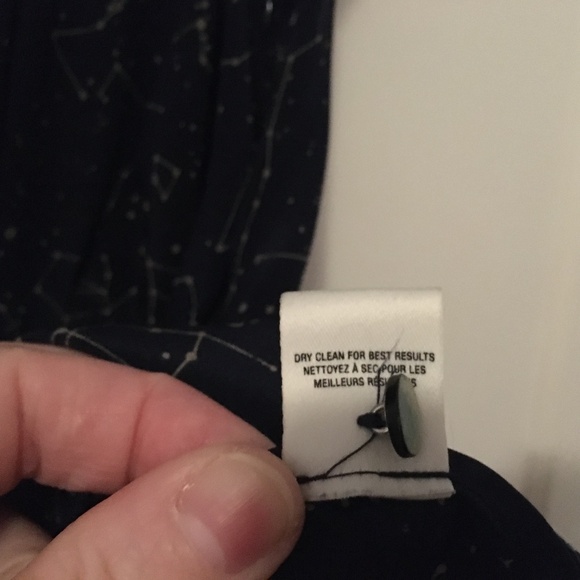 DRY CLEAN FOR BEST RESULTS
NETTOYEZ À SEC POUR LES
MEILLEURS